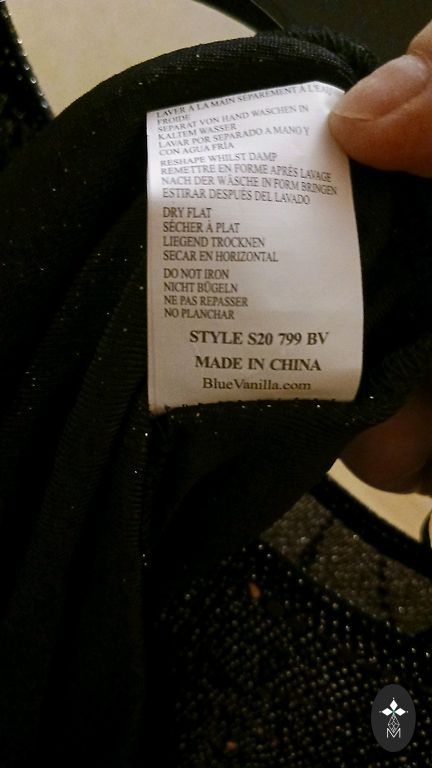 LAVER À LA MAIN SÉPARÉMENT À L'EAU
FROIDE
SEPARAT VON HAND WASCHEN IN
KALTEM WASSER
LAVAR POR SEPARADO A MANO Y
CON AGUA FRÍA
RESHAPE WHILST DAMP
REMETTRE EN FORME APRÈS LAVAGE
NACH DER WÄSCHE IN FORM BRINGEN
ESTIRAR DESPUÉS DEL LAVADO
DRY FLAT
SÉCHER À PLAT
LIEGEND TROCKNEN
SECAR EN HORIZONTAL
DO NOT IRON
NICHT BÜGELN
NE PAS REPASSER
NO PLANCHAR
STYLE S20 799 BV
MADE IN CHINA
BlueVanilla.com
M